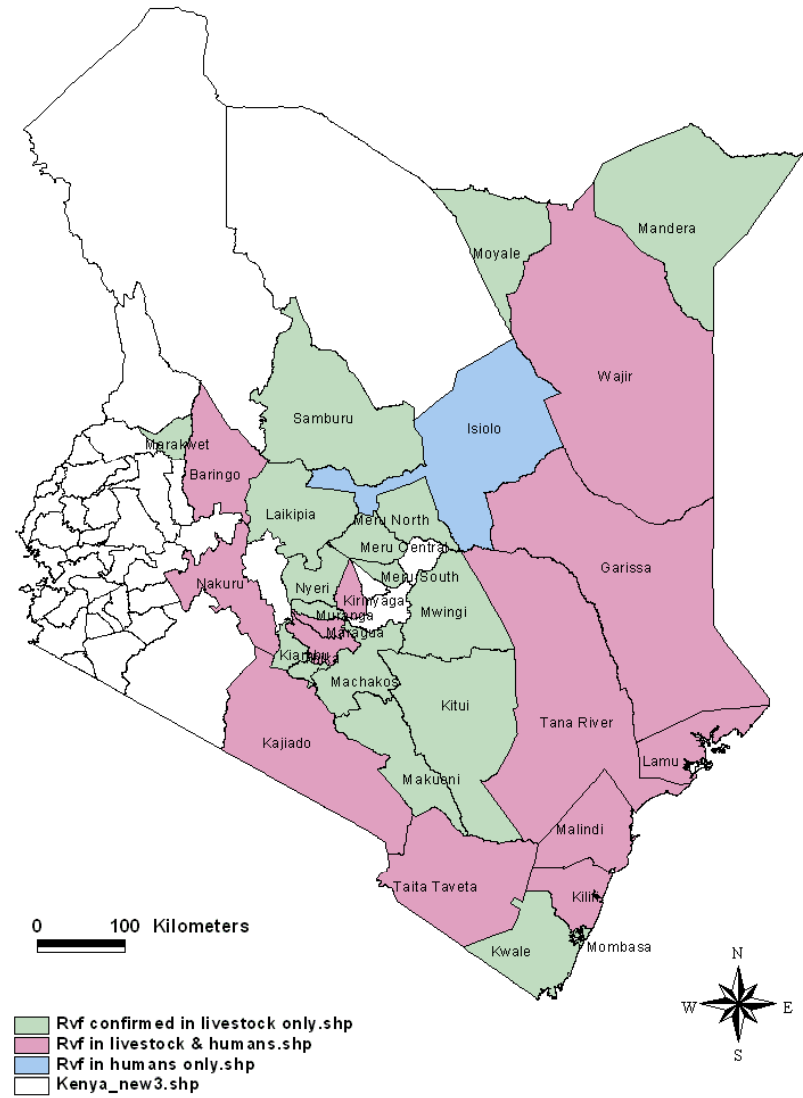 Mandera
Moyale
Wajir
Samburu
Isiolo
Marakwet
Baringo
Laikipia
Meru North
Meru Central
Garissa
Meru South
Nakuru
Nyeri
Kirinyaga
Mwingi
Muranga
Maragua
Kiambu
Thika
Machakos
Kitui
Tana River
Kajiado
Lamu
Makueni
Malindi
Taita Taveta
Kilifi
0 100 Kilometers
Kwale
Mombasa
N
W E
S
Rvf confirmed in livestock only.shp
Rvf in livestock & humans.shp
Rvf in humans only.shp
Kenya_new3.shp